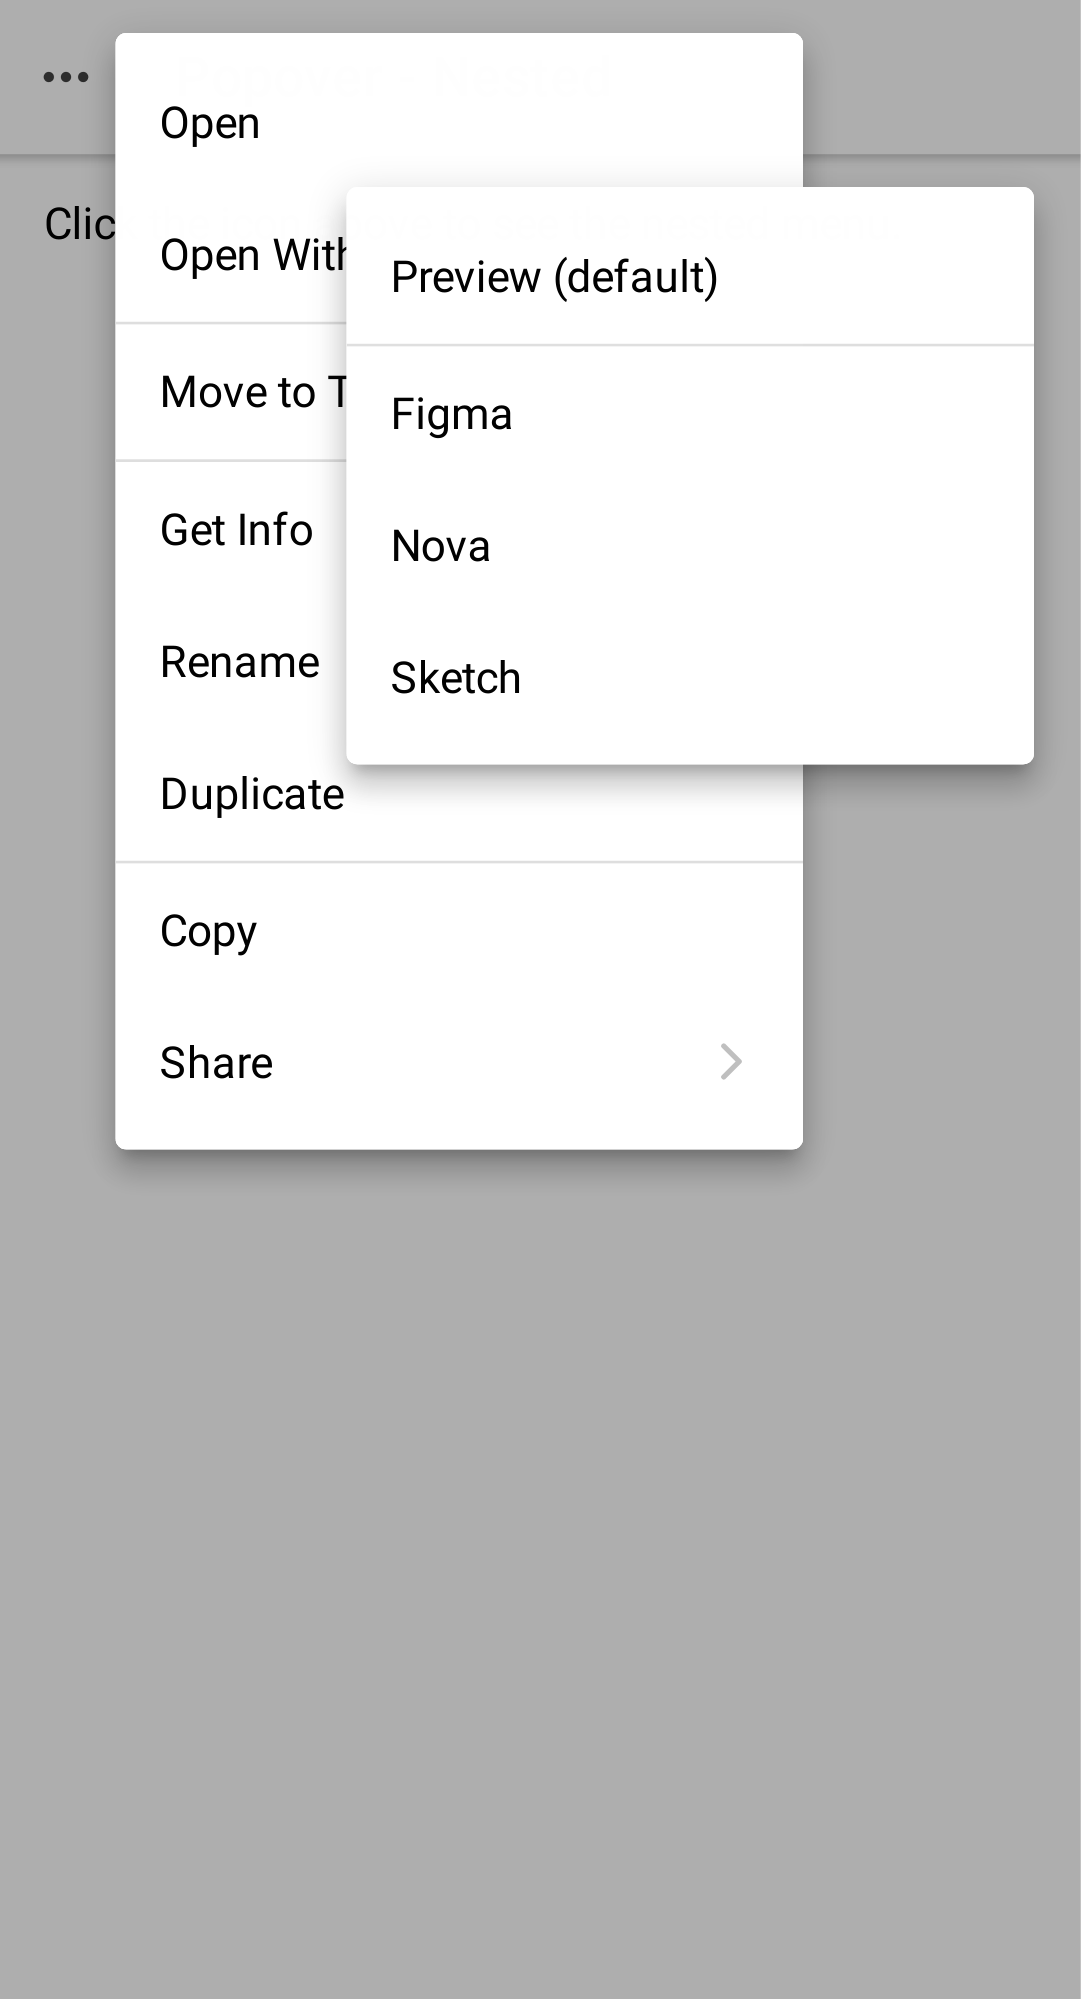 Open
Open With
Preview (default)
Move to T
Figma
Get Info
Nova
Rename
Sketch
Duplicate
Copy
Share
Clic